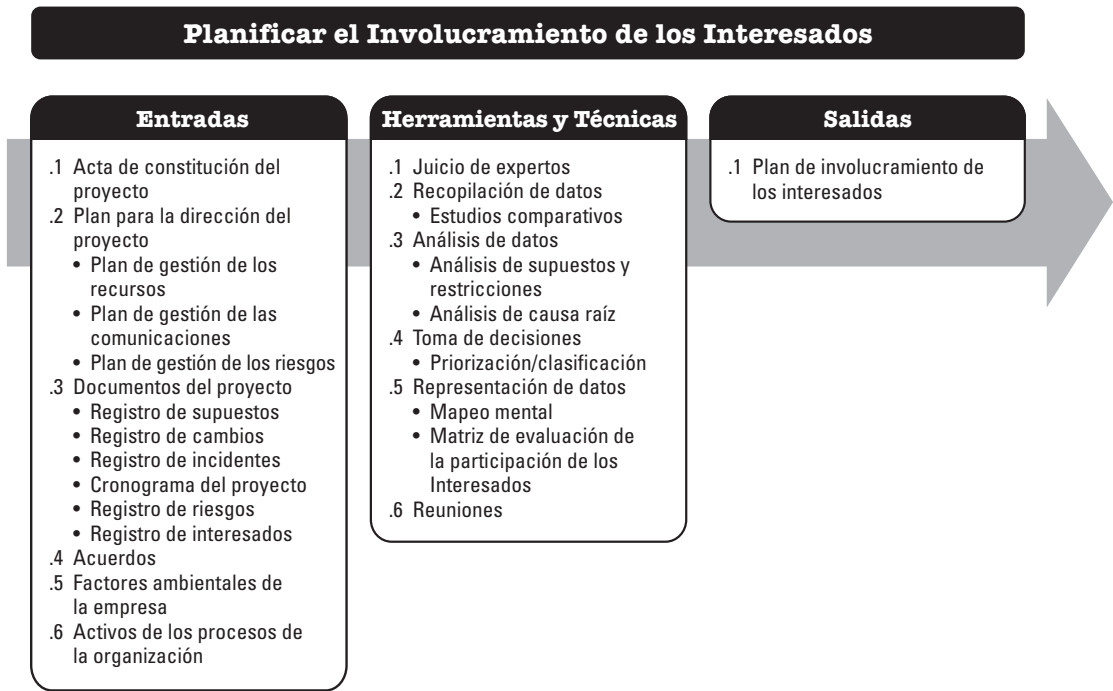 Planificar el Involucramiento de los Interesados
Entradas
.1 Acta de constitución del
proyecto
.2 Plan para la dirección del
proyecto
• Plan de gestión de los
recursos
• Plan de gestión de las
comunicaciones
• Plan de gestión de los riesgos
.3 Documentos del proyecto
• Registro de supuestos
• Registro de cambios
• Registro de incidentes
• Cronograma del proyecto
• Registro de riesgos
• Registro de interesados
.4 Acuerdos
.5 Factores ambientales de
la empresa
.6 Activos de los procesos de
la organización
Herramientas y Técnicas
.1 Juicio de expertos
.2 Recopilación de datos
• Estudios comparativos
.3 Análisis de datos
• Análisis de supuestos y
restricciones
• Análisis de causa raíz
.4 Toma de decisiones
• Priorización/clasificación
.5 Representación de datos
• Mapeo mental
• Matriz de evaluación de
la participación de los
Interesados
.6 Reuniones
Salidas
.1 Plan de involucramiento de
los interesados